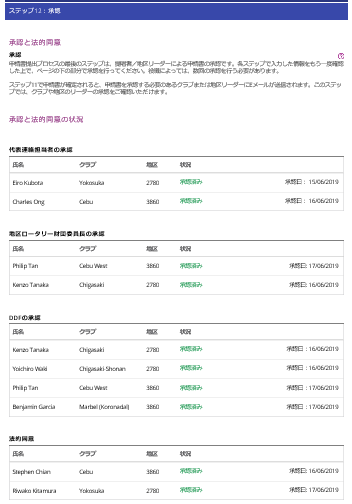 ステップ12：承認
承認と法的同意
承認
申請書提出プロセスの最後のステップは、関係者／地区リーダーによる申請書の承認です。各ステップで入力した情報をもう一度確認
した上で、ページの下の部分で承認を行ってください。役職によっては、数回の承認を行う必要があります。
ステップ11で申請書が確定されると、申請書を承認する必要のあるクラブまたは地区リーダーにEメールが送信されます。このステッ
プでは、クラブや地区のリーダーの承認をご確認いただけます。
承認と法的同意の状況
代表連絡担当者の承認
氏名 クラブ 地区 状況
Eiro Kubota Yokosuka 2780 承認済み 承認日：15/06/2019
Charles Ong Cebu 3860 承認済み 承認日：16/06/2019
地区ロータリー財団委員長の承認
氏名 クラブ 地区 状況
Philip Tan Cebu West 3860 承認済み 承認日: 17/06/2019
Kenzo Tanaka Chigasaki 2780 承認済み 承認日: 16/06/2019
DDFの承認
氏名 クラブ 地区 状況
Kenzo Tanaka Chigasaki 2780 承認済み 承認日：16/06/2019
Yoichiro Waki Chigasaki-Shonan 2780 承認済み 承認日：16/06/2019
Philip Tan Cebu West 3860 承認済み 承認日：17/06/2019
Benjamin Garcia Marbel (Koronadal) 3860 承認済み 承認日：17/06/2019
法的同意
氏名 クラブ 地区 状況
Stephen Chian Cebu 3860 承認済み 承認日: 16/06/2019
Riwako Kitamura Yokosuka 2780 承認済み 承認日: 17/06/2019